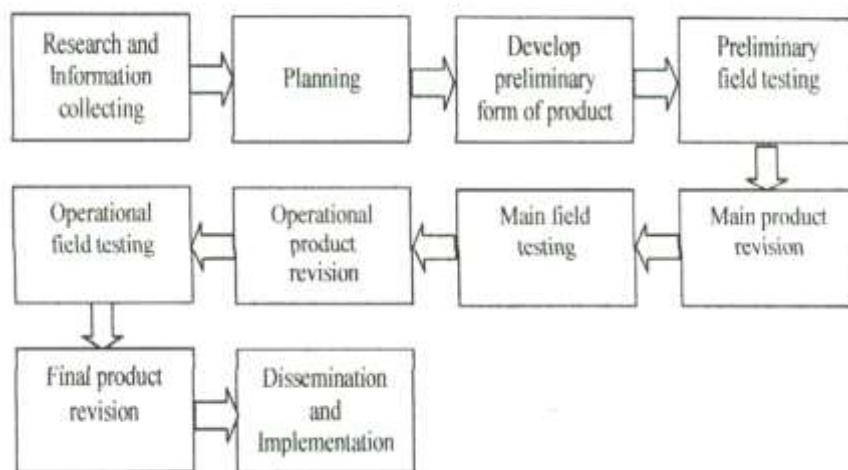 Research and
Information
collecting
Planning
Develop
preliminary
form of product
Preliminary
field testing
Main product
revision
Main field
testing
Operational
product
revision
Operational
field testing
Final product
revision
Dissemination
and
Implementation